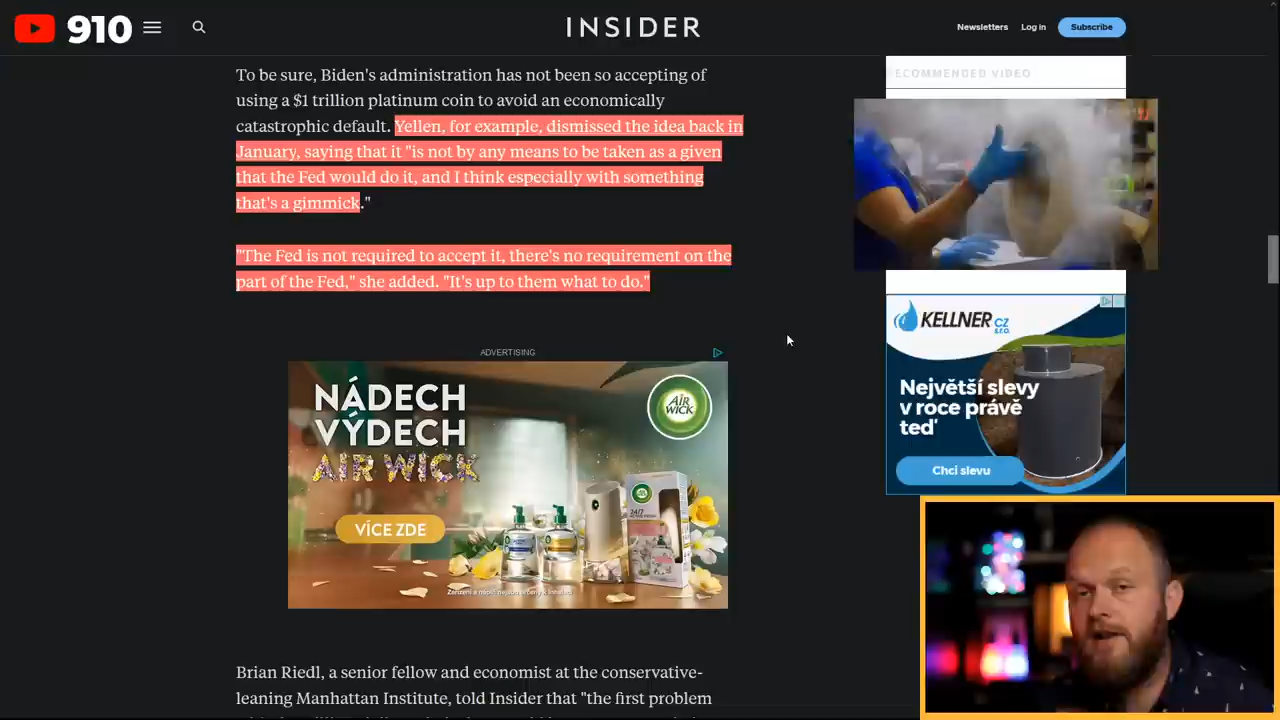 910
INSIDER
Newsletters Log in Subscribe
To be sure, Biden's administration has not been so accepting of
using a $1 trillion platinum coin to avoid an economically
catastrophic default. Yellen, for example, dismissed the idea back in
January, saying that it "is not by any means to be taken as a given
that the Fed would do it, and I think especially with something
that's a gimmick."
"The Fed is not required to accept it, there's no requirement on the
part of the Fed," she added. "It's up to them what to do."
ADVERTISING
NÁDECH
VÝDECH
AIR WICK
VÍCE ZDE
AIR
WICK
24/7
Brian Riedl, a senior fellow and economist at the conservative-
leaning Manhattan Institute, told Insider that "the first problem
ECOMMENDED VIDEO
KELLNER CZ
s.r.o.
Největší slevy
v roce právě
teď
Chci slevu